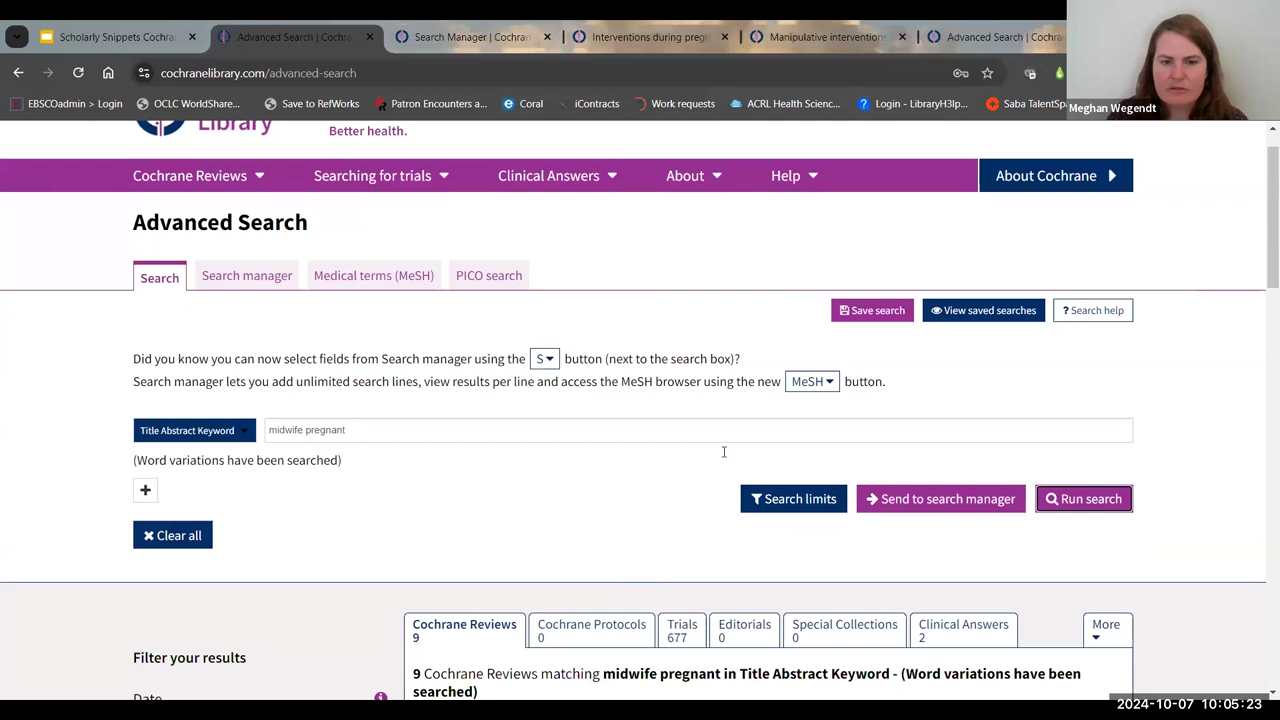 Scholarly Snippets Cochra
Advanced Search | Cochra
Search Manager | Cochran
Interventions during pregn
Manipulative intervention
Advanced Search | Cochra
cochranelibrary.com/advanced-search
EBSCOadmin > Login
OCLC WorldShare...
Save to RefWorks
Patron Encounters a...
Coral
iContracts
Work requests
ACRL Health Scienc...
Login - LibraryH3lp...
Saba TalentSp
Meghan Wegendt
Library
Better health.
Cochrane Reviews
Searching for trials
Clinical Answers
About
Help
About Cochrane
Advanced Search
Search
Search manager
Medical terms (MeSH)
PICO search
Save search
View saved searches
? Search help
Did you know you can now select fields from Search manager using the S button (next to the search box)?
Search manager lets you add unlimited search lines, view results per line and access the MeSH browser using the new MeSH button.
Title Abstract Keyword
midwife pregnant
(Word variations have been searched)
+
Search limits
Send to search manager
Run search
Clear all
Filter your results
Date
Cochrane Reviews
9
Cochrane Protocols
0
Trials
677
Editorials
0
Special Collections
0
Clinical Answers
2
More
9 Cochrane Reviews matching midwife pregnant in Title Abstract Keyword - (Word variations have been
searched)
2024-10-07 10:05:23